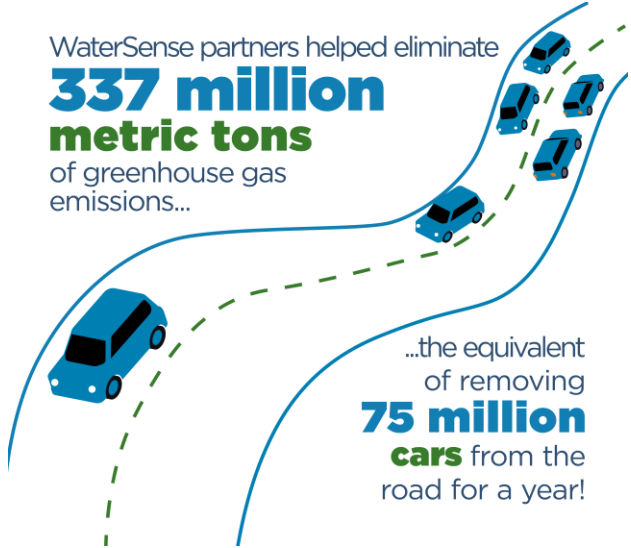 WaterSense partners helped eliminate
337 million
metric tons
of greenhouse gas
emissions...
...the equivalent
of removing
75 million
cars from the
road for a year!